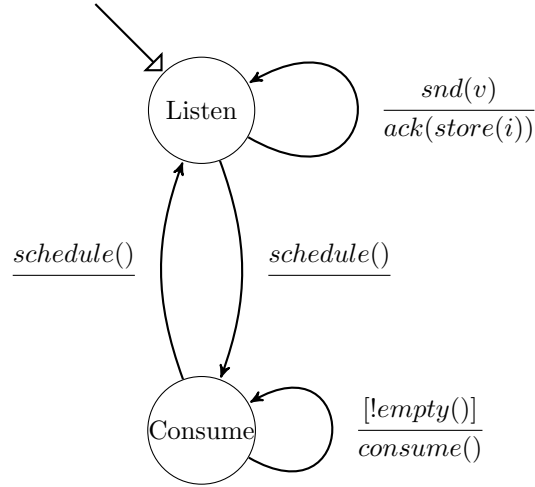 Listen
snd(v)
ack(store(i))
schedule()
schedule()
Consume
[!empty()]
consume()